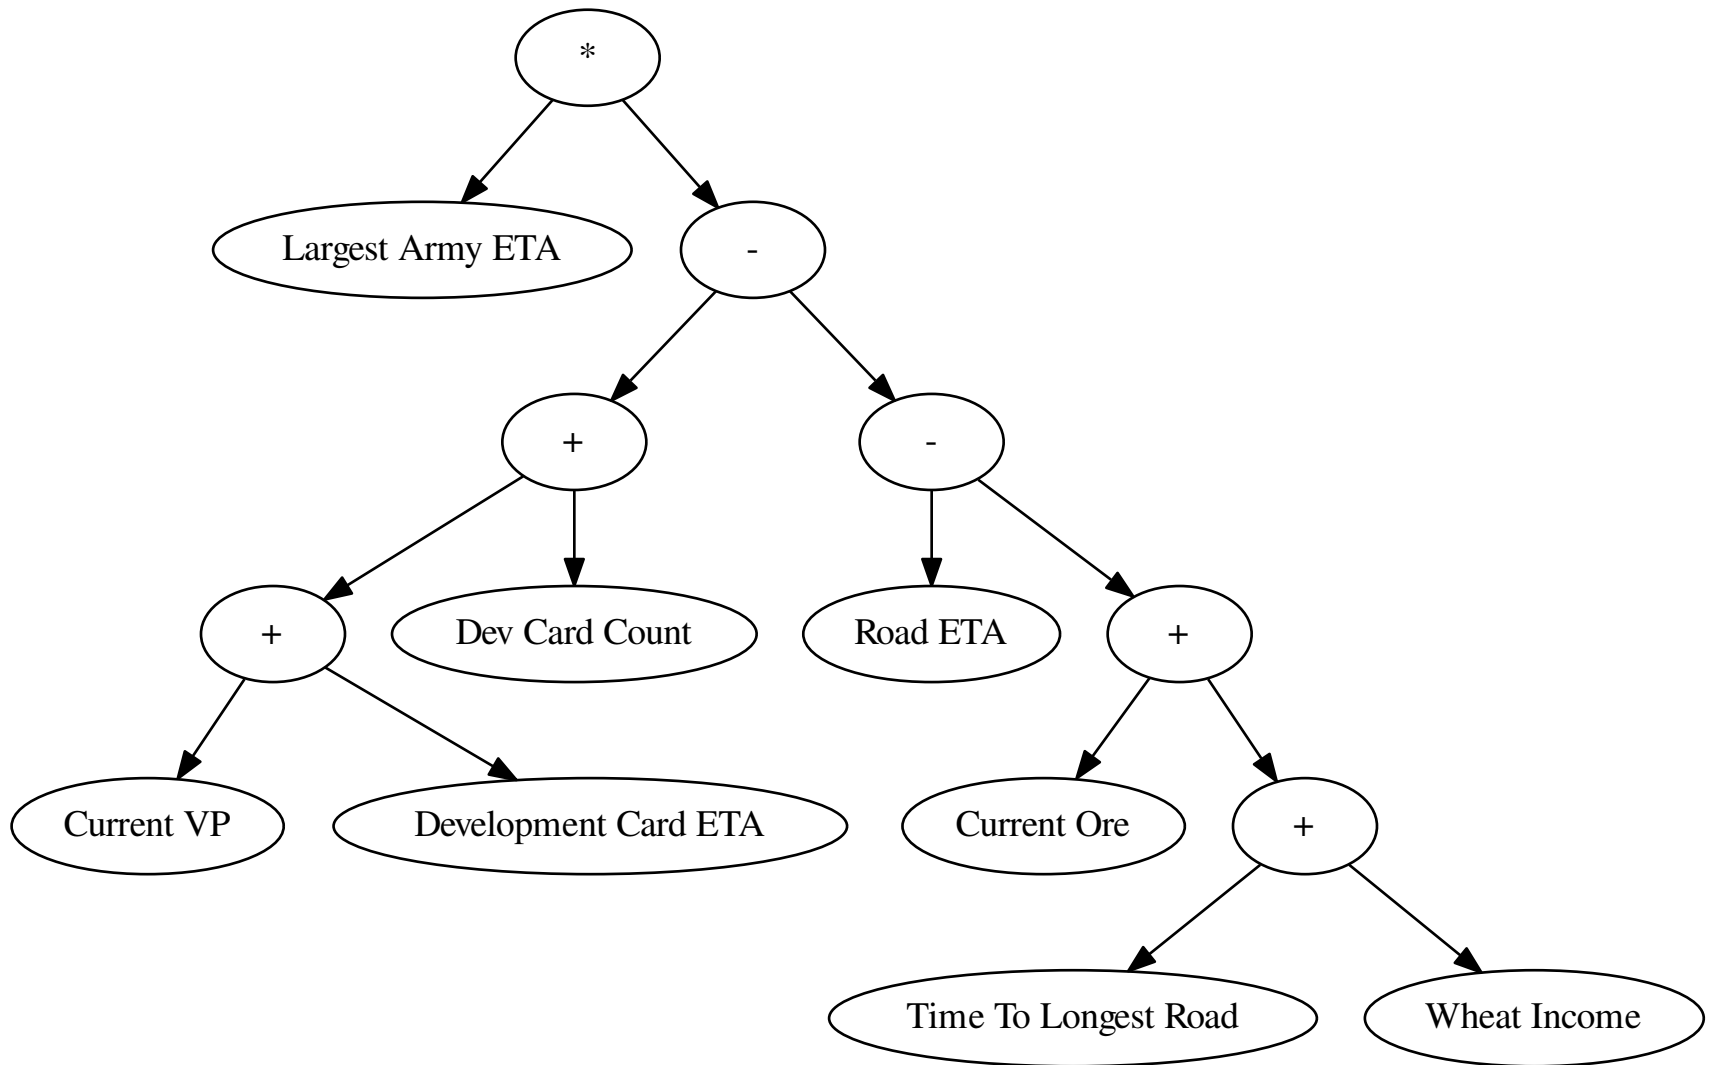 *
Largest Army ETA
-
+
-
+
Dev Card Count
Road ETA
+
Current VP
Development Card ETA
Current Ore
+
Time To Longest Road
Wheat Income